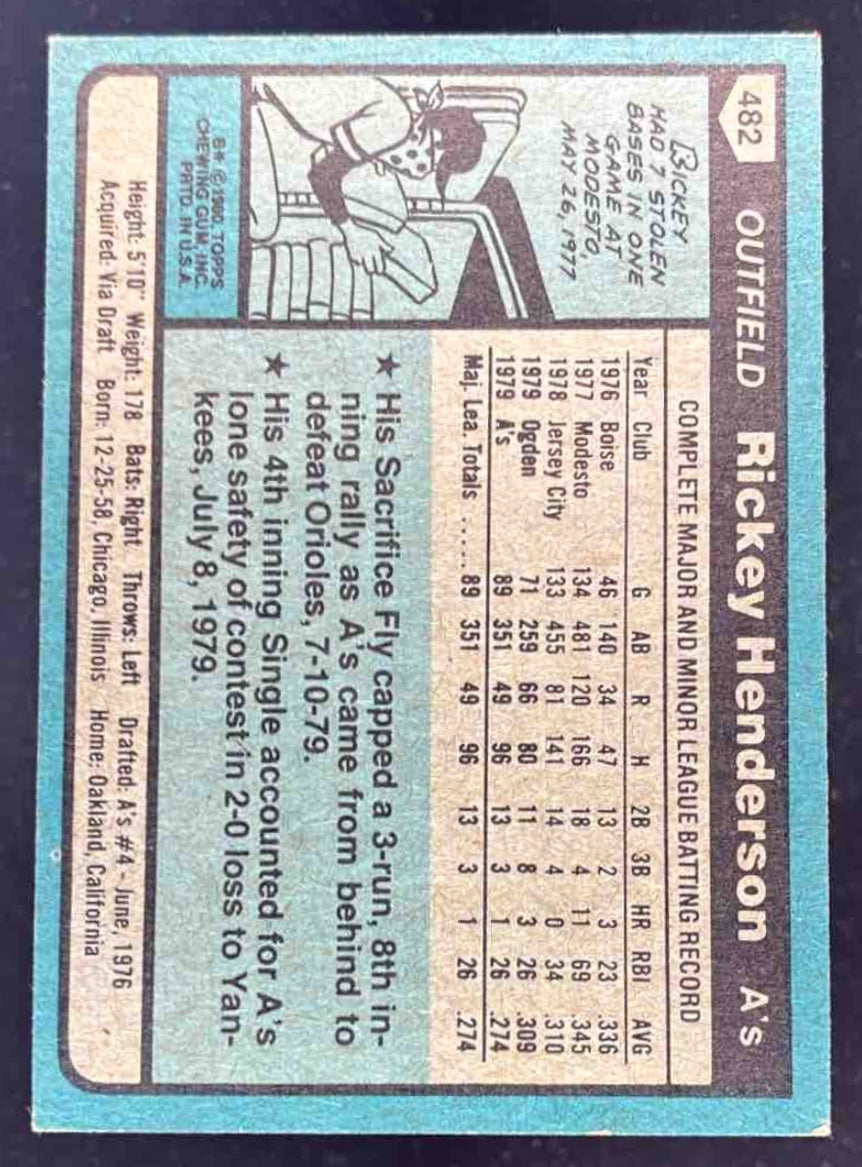 482 OUTFIELD Rickey Henderson A's
RICKEY
HAD 7 STOLEN
BASES IN ONE
GAME AT
MODESTO,
MAY 26, 1977
B* © 1980, TOPPS
CHEWING GUM, INC.
PRTD. IN U.S.A.
COMPLETE MAJOR AND MINOR LEAGUE BATTING RECORD
Year Club G AB R H 2B 3B HR RBI AVG
1976 Boise 46 140 34 47 13 2 3 23 .336
1977 Modesto 134 481 120 166 18 4 11 69 .345
1978 Jersey City 133 455 81 141 14 4 0 34 .310
1979 Ogden 71 259 66 80 11 8 3 26 .309
1979 A's 89 351 49 96 13 3 1 26 .274
Maj. Lea. Totals ..... 89 351 49 96 13 3 1 26 .274
★ His Sacrifice Fly capped a 3-run, 8th in-
ning rally as A's came from behind to
defeat Orioles, 7-10-79.
★ His 4th inning Single accounted for A's
lone safety of contest in 2-0 loss to Yan-
kees, July 8, 1979.
Height: 5'10" Weight: 178 Bats: Right Throws: Left Drafted: A's #4 - June, 1976
Acquired: Via Draft Born: 12-25-58, Chicago, Illinois Home: Oakland, California